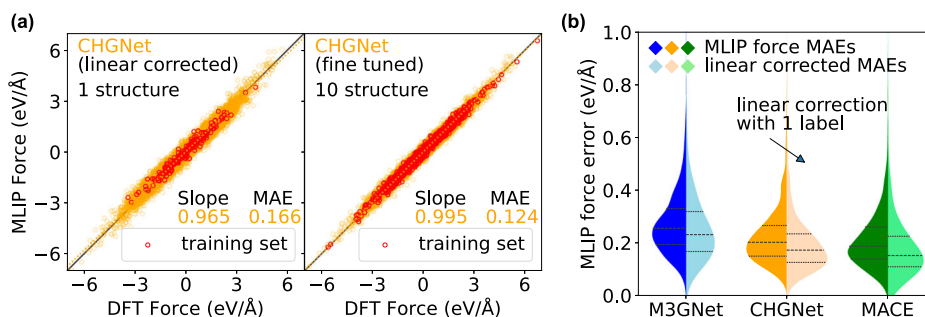 (a)
MLIP Force (eV/Å)
6
3
0
−3
−6
CHGNet
(linear corrected)
1 structure
Slope MAE
0.965 0.166
training set
−6 −3 0 3 6
DFT Force (eV/Å)
CHGNet
(fine tuned)
10 structure
Slope MAE
0.995 0.124
training set
−6 −3 0 3 6
DFT Force (eV/Å)
(b)
MLIP force error (eV/Å)
1.0
0.8
0.6
0.4
0.2
0.0
MLIP force MAEs
linear corrected MAEs
linear correction
with 1 label
M3GNet CHGNet MACE